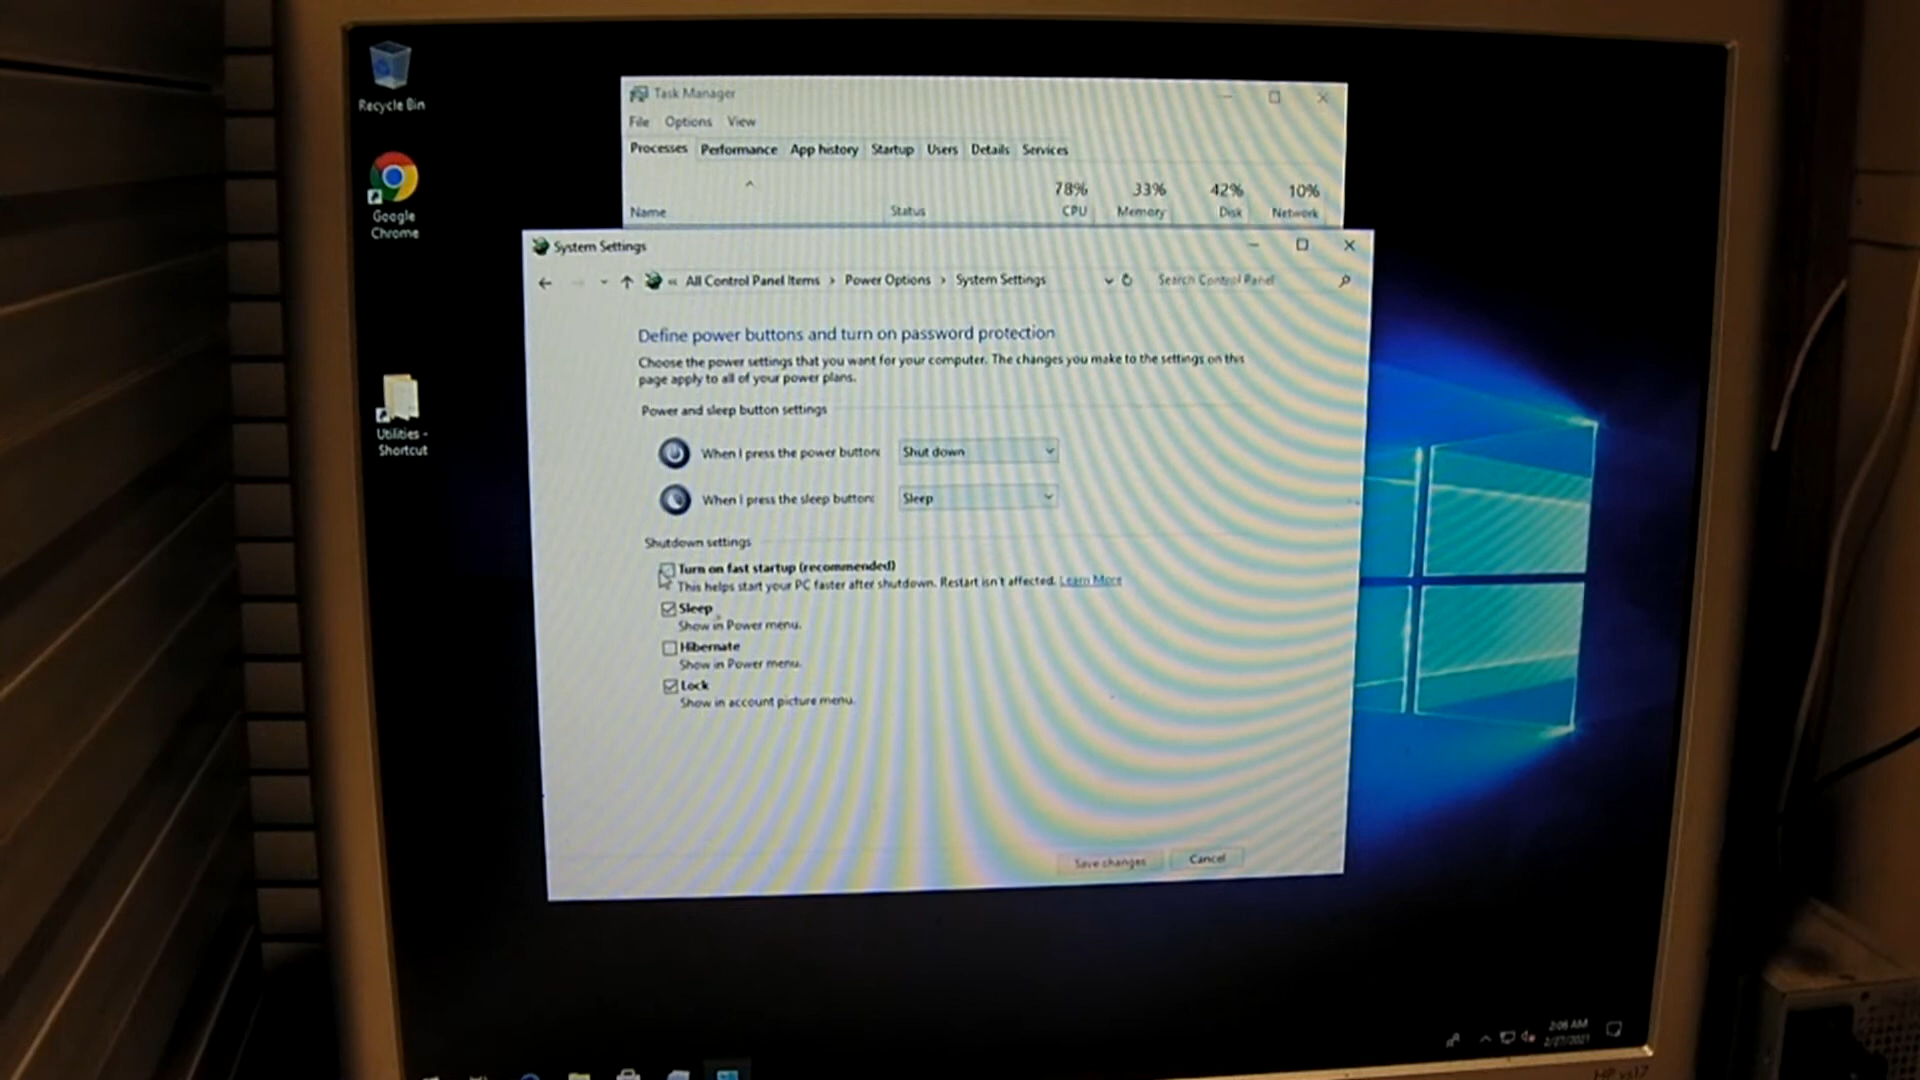 Recycle Bin
Google
Chrome
Utilities -
Shortcut
Task Manager
File Options View
Processes Performance App history Startup Users Details Services
78% 33% 42% 10%
Name Status CPU Memory Disk Network
System Settings
« All Control Panel Items › Power Options › System Settings
Search Control Panel
Define power buttons and turn on password protection
Choose the power settings that you want for your computer. The changes you make to the settings on this
page apply to all of your power plans.
Power and sleep button settings
When I press the power button: Shut down
When I press the sleep button: Sleep
Shutdown settings
Turn on fast startup (recommended)
This helps start your PC faster after shutdown. Restart isn't affected. Learn More
Sleep
Show in Power menu.
Hibernate
Show in Power menu.
Lock
Show in account picture menu.
Save changes Cancel
2:06 AM
2/27/2021
HP vs17